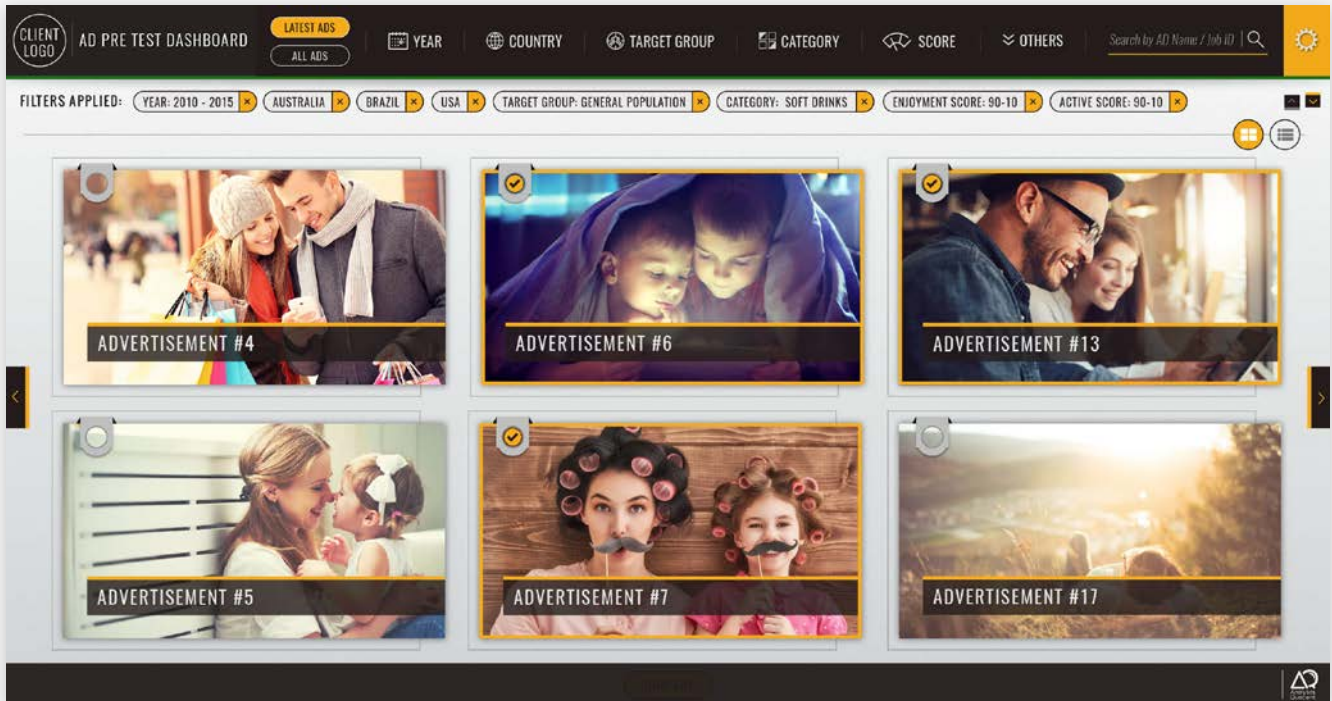 CLIENT
LOGO
AD PRE TEST DASHBOARD
LATEST ADS
ALL ADS
YEAR
COUNTRY
TARGET GROUP
CATEGORY
SCORE
OTHERS
Search by AD Name / Job ID
FILTERS APPLIED:
YEAR: 2010 - 2015
AUSTRALIA
BRAZIL
USA
TARGET GROUP: GENERAL POPULATION
CATEGORY: SOFT DRINKS
ENJOYMENT SCORE: 90-10
ACTIVE SCORE: 90-10
ADVERTISEMENT #4
ADVERTISEMENT #6
ADVERTISEMENT #13
ADVERTISEMENT #5
ADVERTISEMENT #7
ADVERTISEMENT #17